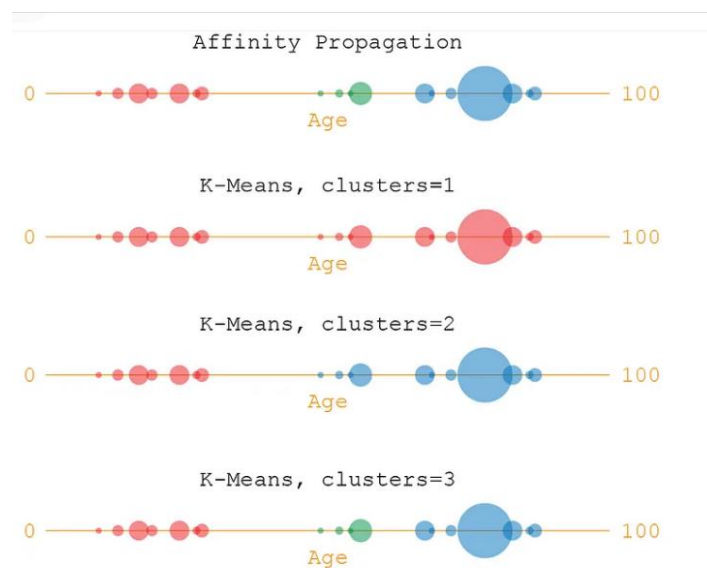 Affinity Propagation
0 100
Age
K-Means, clusters=1
0 100
Age
K-Means, clusters=2
0 100
Age
K-Means, clusters=3
0 100
Age